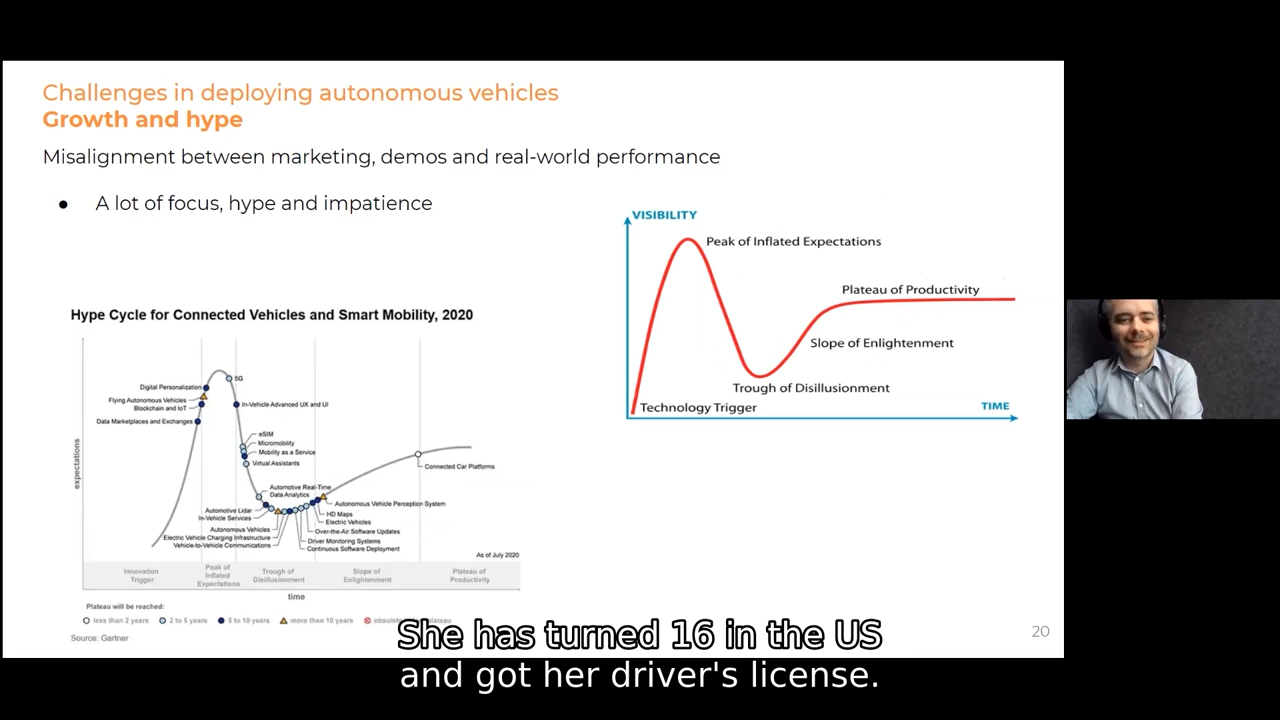 Challenges in deploying autonomous vehicles
Growth and hype
Misalignment between marketing, demos and real-world performance
● A lot of focus, hype and impatience
VISIBILITY
Peak of Inflated Expectations
Plateau of Productivity
Slope of Enlightenment
Trough of Disillusionment
Technology Trigger
TIME
Hype Cycle for Connected Vehicles and Smart Mobility, 2020
5G
Digital Personalization
Flying Autonomous Vehicles
Blockchain and IoT
In-Vehicle Advanced UX and UI
Data Marketplaces and Exchanges
eSIM
Micromobility
Mobility as a Service
Virtual Assistants
Connected Car Platforms
Automotive Real-Time
Data Analytics
Autonomous Vehicle Perception System
Automotive Lidar
HD Maps
In-Vehicle Services
Electric Vehicles
Autonomous Vehicles
Over-the-Air Software Updates
Electric Vehicle Charging Infrastructure
Driver Monitoring Systems
Vehicle-to-Vehicle Communications
Continuous Software Deployment
expectations
As of July 2020
Innovation
Trigger
Peak of
Inflated
Expectations
Trough of
Disillusionment
Slope of
Enlightenment
Plateau of
Productivity
time
Plateau will be reached:
less than 2 years 2 to 5 years 5 to 10 years more than 10 years obsolete
Source: Gartner
20
She has turned 16 in the US
and got her driver's license.